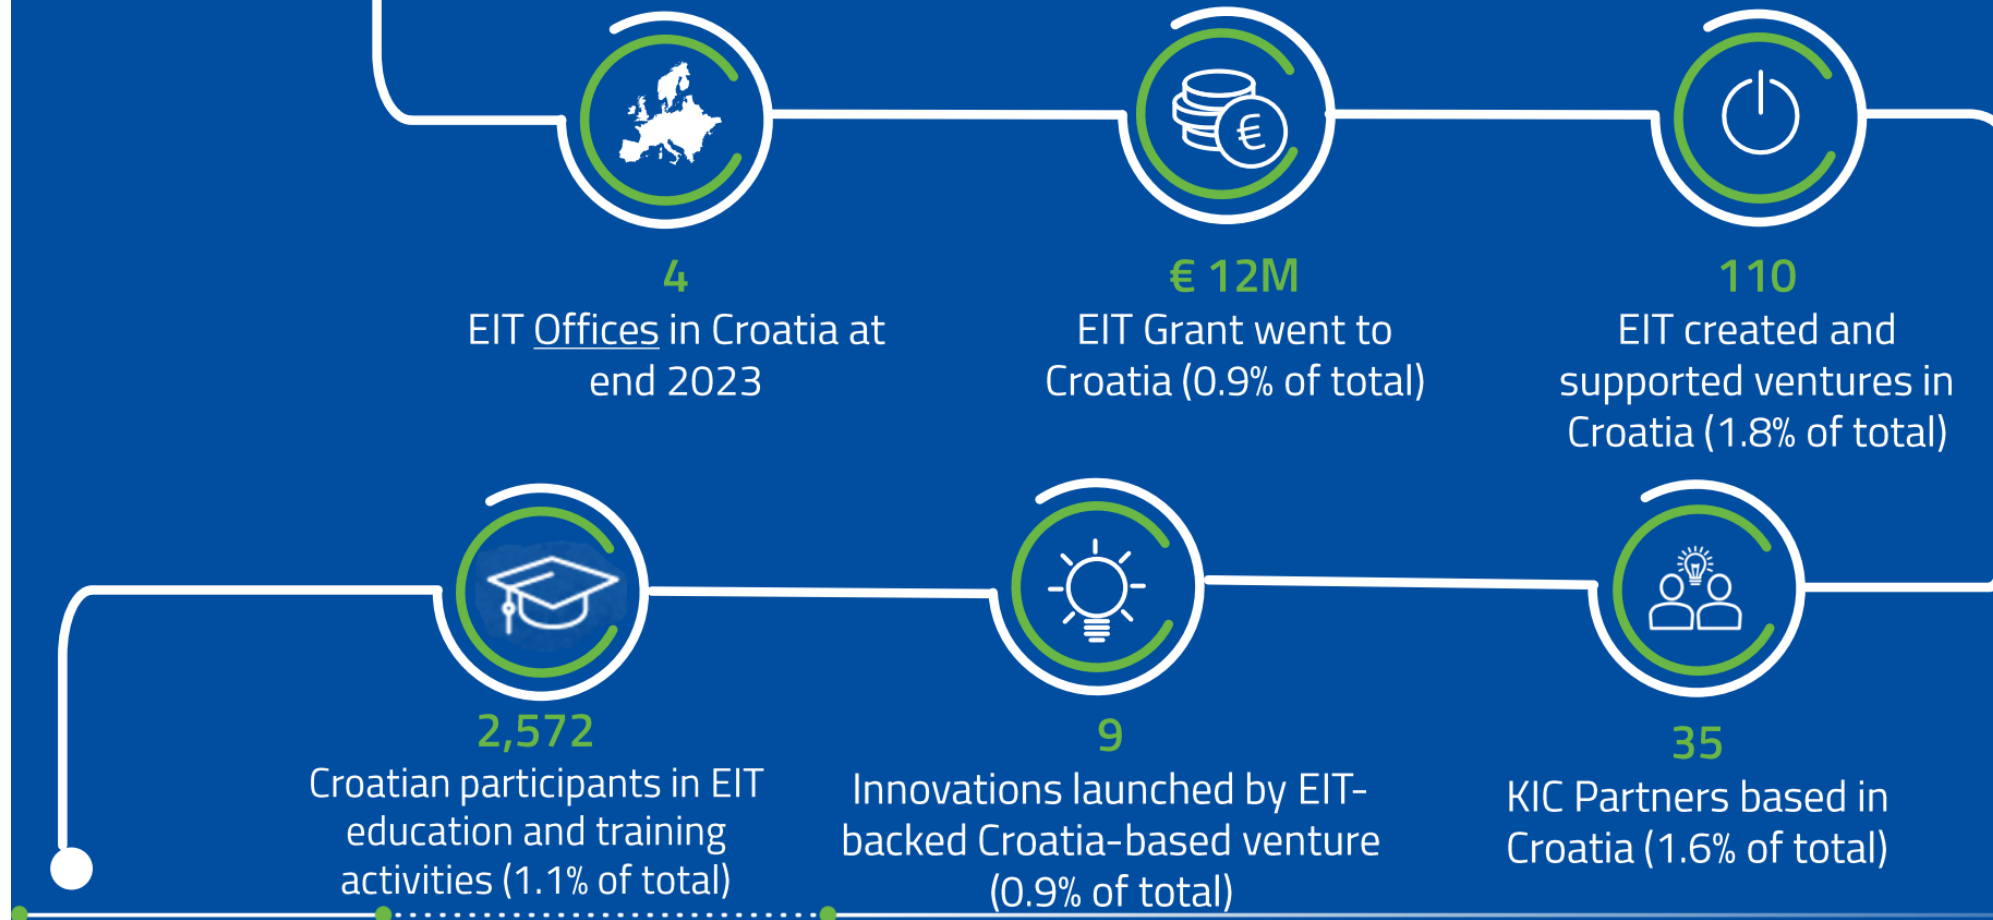 €
4
EIT Offices in Croatia at
end 2023
€ 12M
EIT Grant went to
Croatia (0.9% of total)
110
EIT created and
supported ventures in
Croatia (1.8% of total)
2,572
Croatian participants in EIT
education and training
activities (1.1% of total)
9
Innovations launched by EIT-
backed Croatia-based venture
(0.9% of total)
35
KIC Partners based in
Croatia (1.6% of total)